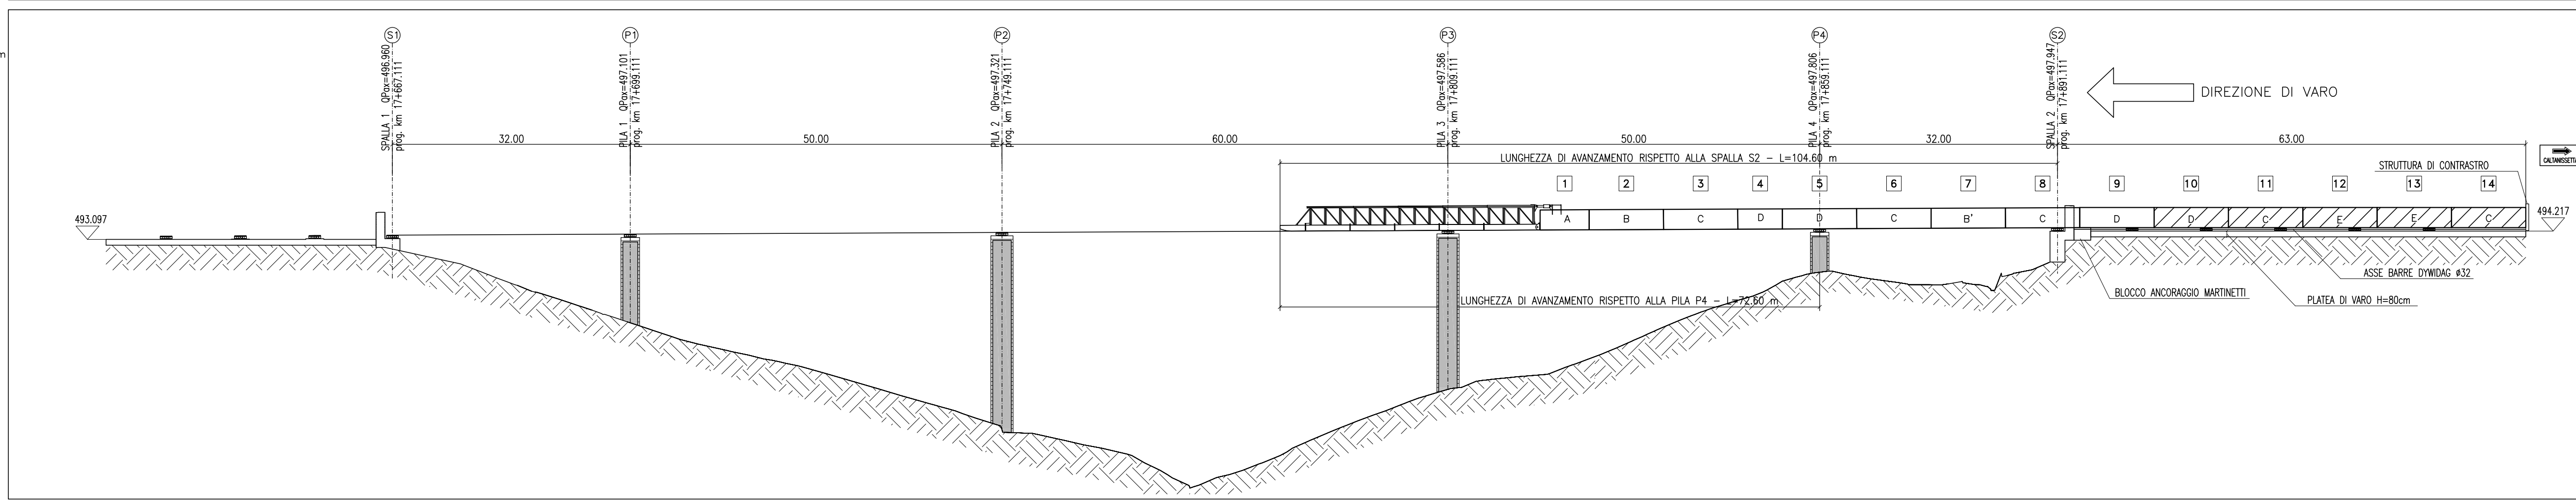 m
S1
P1
P2
P3
P4
S2
SPALLA 1 QPax=496.960
prog. km 17+667.111
PILA 1 QPax=497.101
prog. km 17+699.111
PILA 2 QPax=497.321
prog. km 17+749.111
PILA 3 QPax=497.586
prog. km 17+809.111
PILA 4 QPax=497.806
prog. km 17+859.111
SPALLA 2 QPax=497.947
prog. km 17+891.111
DIREZIONE DI VARO
32.00
50.00
60.00
50.00
32.00
63.00
LUNGHEZZA DI AVANZAMENTO RISPETTO ALLA SPALLA S2 - L=104.60 m
STRUTTURA DI CONTRASTRO
CALTANISSETTA
1
2
3
4
5
6
7
8
9
10
11
12
13
14
493.097
494.217
A
B
C
D
D
C
B'
C
D
D
C
E
E
C
ASSE BARRE DYWIDAG ø32
BLOCCO ANCORAGGIO MARTINETTI
PLATEA DI VARO H=80cm
LUNGHEZZA DI AVANZAMENTO RISPETTO ALLA PILA P4 - L=72.60 m